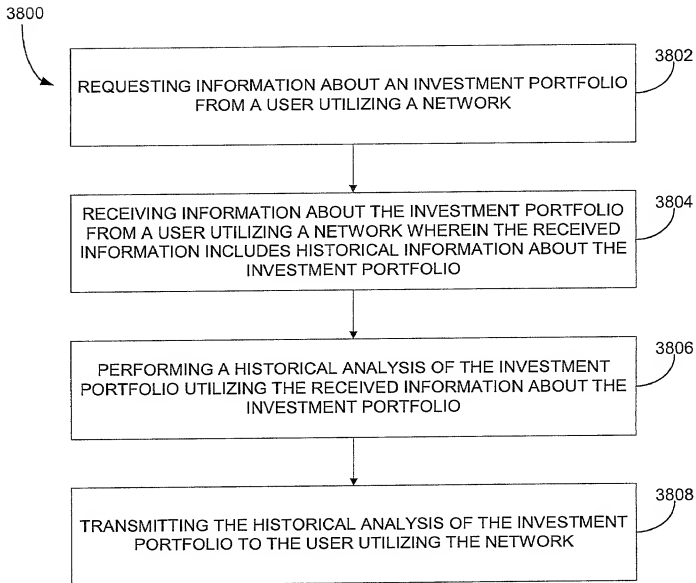 3800
3802
REQUESTING INFORMATION ABOUT AN INVESTMENT PORTFOLIO
FROM A USER UTILIZING A NETWORK
3804
RECEIVING INFORMATION ABOUT THE INVESTMENT PORTFOLIO
FROM A USER UTILIZING A NETWORK WHEREIN THE RECEIVED
INFORMATION INCLUDES HISTORICAL INFORMATION ABOUT THE
INVESTMENT PORTFOLIO
3806
PERFORMING A HISTORICAL ANALYSIS OF THE INVESTMENT
PORTFOLIO UTILIZING THE RECEIVED INFORMATION ABOUT THE
INVESTMENT PORTFOLIO
3808
TRANSMITTING THE HISTORICAL ANALYSIS OF THE INVESTMENT
PORTFOLIO TO THE USER UTILIZING THE NETWORK